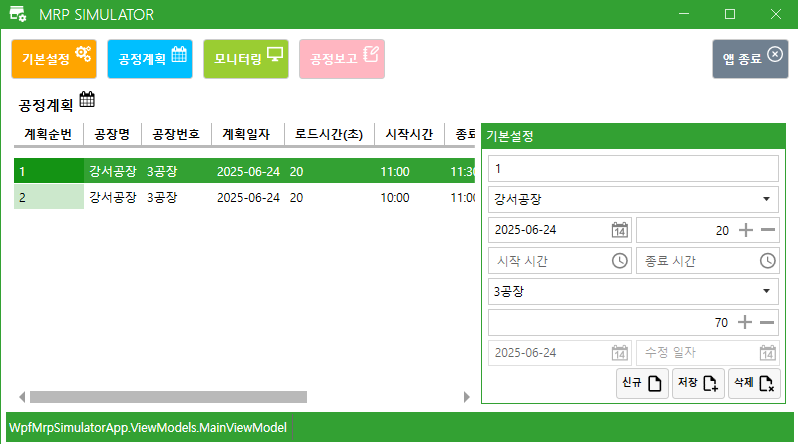 MRP SIMULATOR
기본설정 공정계획 모니터링 공정보고 앱 종료
공정계획
계획순번 공장명 공장번호 계획일자 로드시간(초) 시작시간 종료
1 강서공장 3공장 2025-06-24 20 11:00 11:30
2 강서공장 3공장 2025-06-24 20 10:00 11:00
기본설정
1
강서공장
2025-06-24 14 20
시작 시간 종료 시간
3공장
70
2025-06-24 14 수정 일자 14
신규 저장 삭제
WpfMrpSimulatorApp.ViewModels.MainViewModel